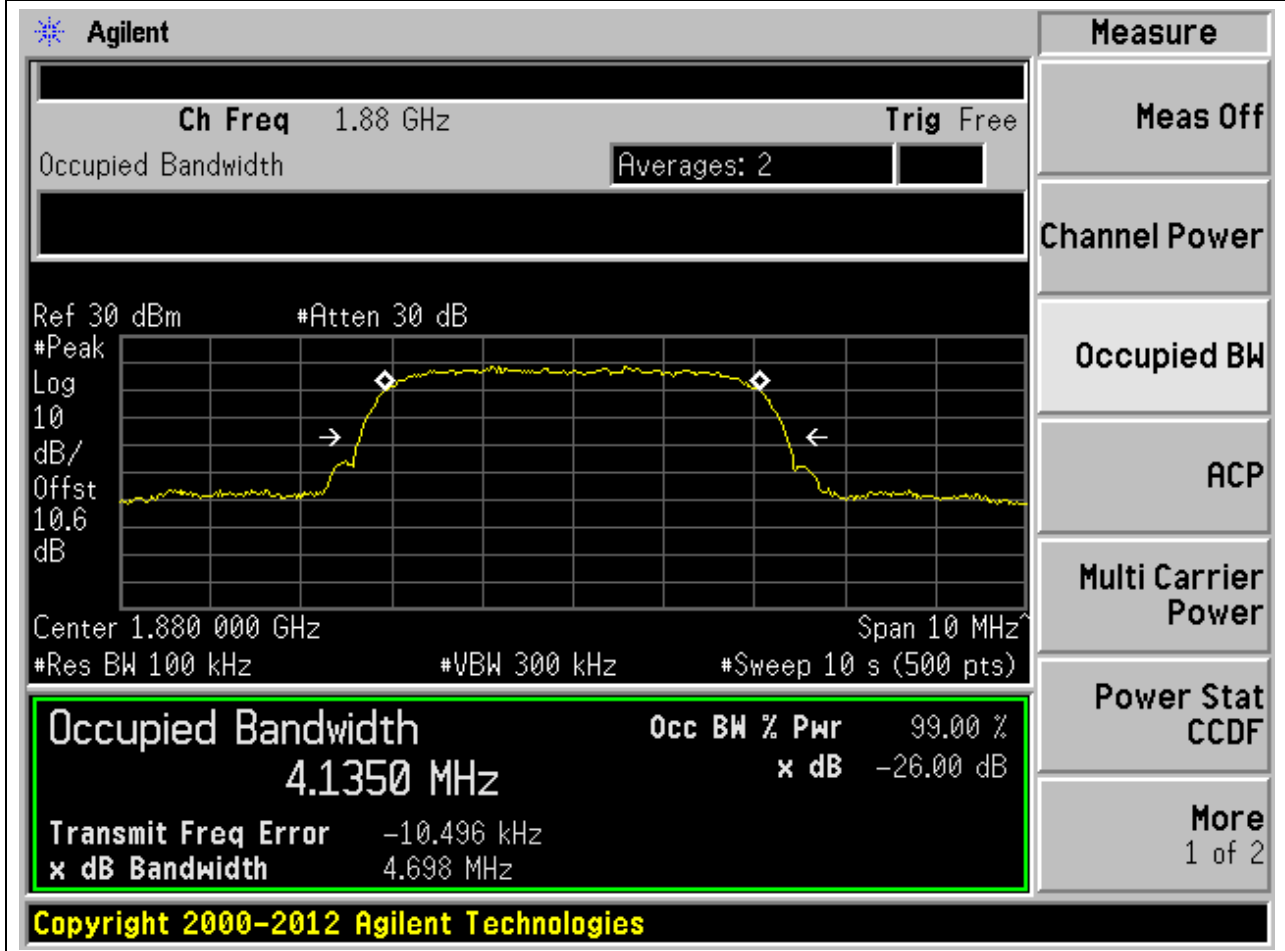 Agilent
Measure
Ch Freq 1.88 GHz Trig Free
Occupied Bandwidth Averages: 2
Meas Off
Channel Power
Occupied BW
ACP
Multi Carrier
Power
Power Stat
CCDF
More
1 of 2
Ref 30 dBm #Atten 30 dB
#Peak
Log
10
dB/
Offst
10.6
dB
Center 1.880 000 GHz Span 10 MHz^
#Res BW 100 kHz #VBW 300 kHz #Sweep 10 s (500 pts)
Occupied Bandwidth
4.1350 MHz
Occ BW % Pwr 99.00 %
x dB -26.00 dB
Transmit Freq Error -10.496 kHz
x dB Bandwidth 4.698 MHz
Copyright 2000-2012 Agilent Technologies